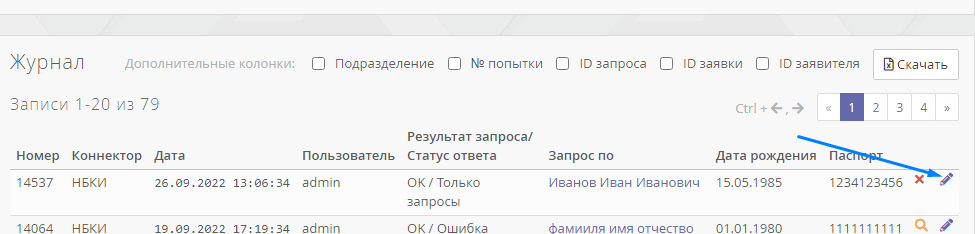 Журнал Дополнительные колонки: Подразделение № попытки ID запроса ID заявки ID заявителя Скачать
Записи 1-20 из 79 Ctrl + ← , → « 1 2 3 4 »
Номер Коннектор Дата Пользователь Результат запроса/ Статус ответа Запрос по Дата рождения Паспорт
14537 НБКИ 26.09.2022 13:06:34 admin OK / Только запросы Иванов Иван Иванович 15.05.1985 1234123456
14064 НБКИ 19.09.2022 17:19:34 admin OK / Ошибка фамииля имя отчество 01.01.1980 1111111111